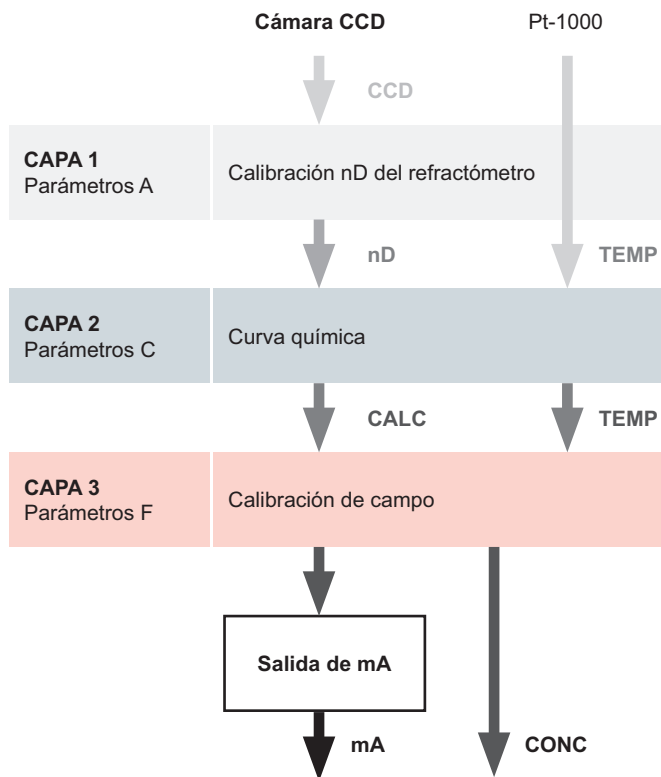 Cámara CCD
Pt-1000
CCD
CAPA 1
Parámetros A
Calibración nD del refractómetro
nD
TEMP
CAPA 2
Parámetros C
Curva química
CALC
TEMP
CAPA 3
Parámetros F
Calibración de campo
Salida de mA
mA
CONC